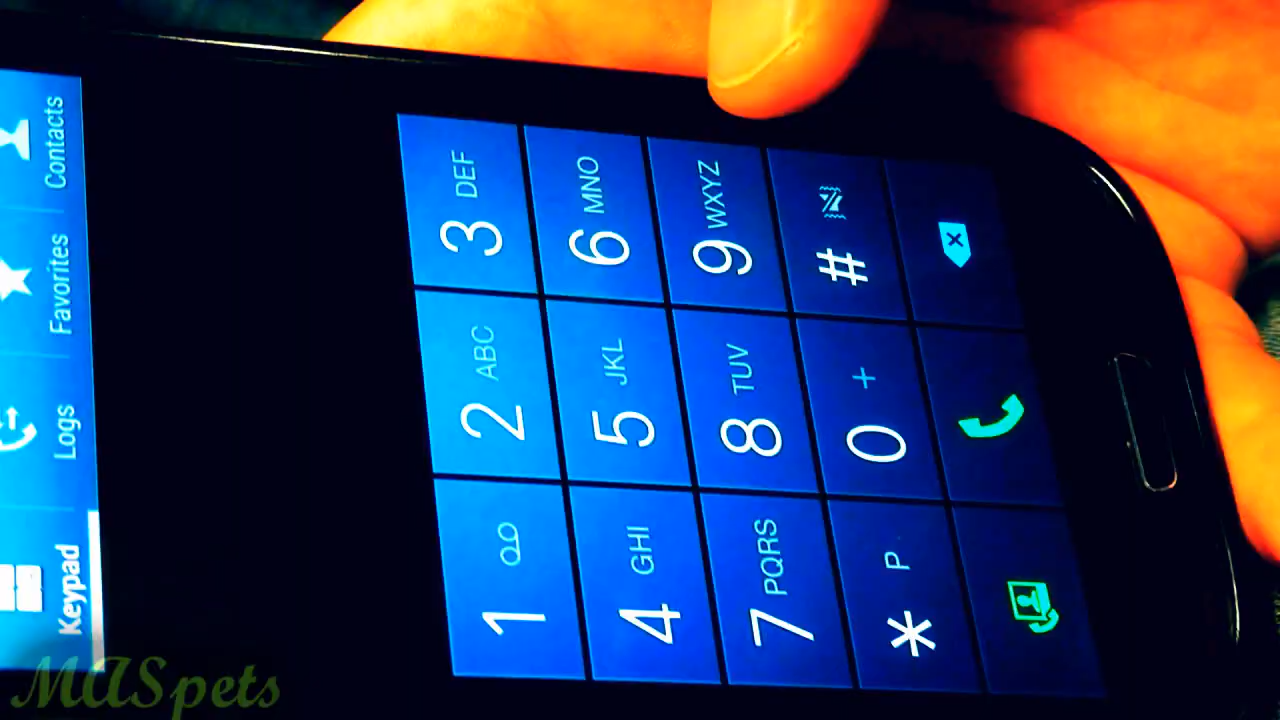 Keypad Logs Favorites Contacts
1 2 ABC 3 DEF
4 GHI 5 JKL 6 MNO
7 PQRS 8 TUV 9 WXYZ
* P 0 + #
MASpets